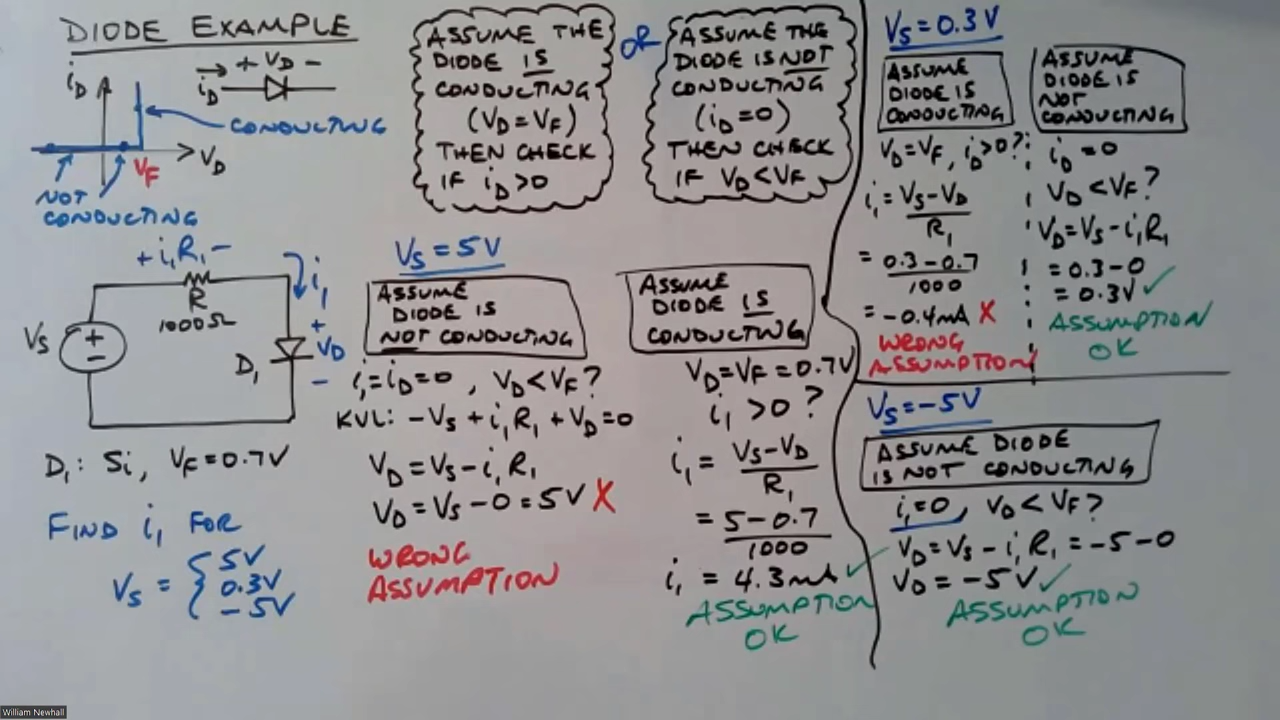 DIODE EXAMPLE
iD
+ VD -
iD
CONDUCTING
VD
VF
NOT
CONDUCTING
ASSUME THE
DIODE IS
CONDUCTING
(VD=VF)
THEN CHECK
IF iD>0
OR
ASSUME THE
DIODE IS NOT
CONDUCTING
(iD=0)
THEN CHECK
IF VD<VF
+ i1R1 -
R
1000Ω
i1
VS
+
-
D1
+
VD
-
D1: Si, VF=0.7V
FIND i1 FOR
VS = { 5V
0.3V
-5V
VS=5V
ASSUME
DIODE IS
NOT CONDUCTING
i1=iD=0, VD<VF?
KVL: -VS+i1R1+VD=0
VD=VS-i1R1
VD=VS-0=5V X
WRONG
ASSUMPTION
ASSUME
DIODE IS
CONDUCTING
VD=VF=0.7V
i1>0?
i1 = VS-VD
R1
= 5-0.7
1000
i1 = 4.3mA ✓
ASSUMPTION
OK
VS=0.3V
ASSUME
DIODE IS
CONDUCTING
VD=VF, iD>0?
i1=VS-VD
R1
= 0.3-0.7
1000
= -0.4mA X
WRONG
ASSUMPTION
ASSUME
DIODE IS
NOT
CONDUCTING
iD=0
VD<VF?
VD=VS-i1R1
=0.3-0
=0.3V ✓
ASSUMPTION
OK
VS=-5V
ASSUME DIODE
IS NOT CONDUCTING
i1=0, VD<VF?
VD=VS-i1R1=-5-0
VD=-5V ✓
ASSUMPTION
OK
William Newhall